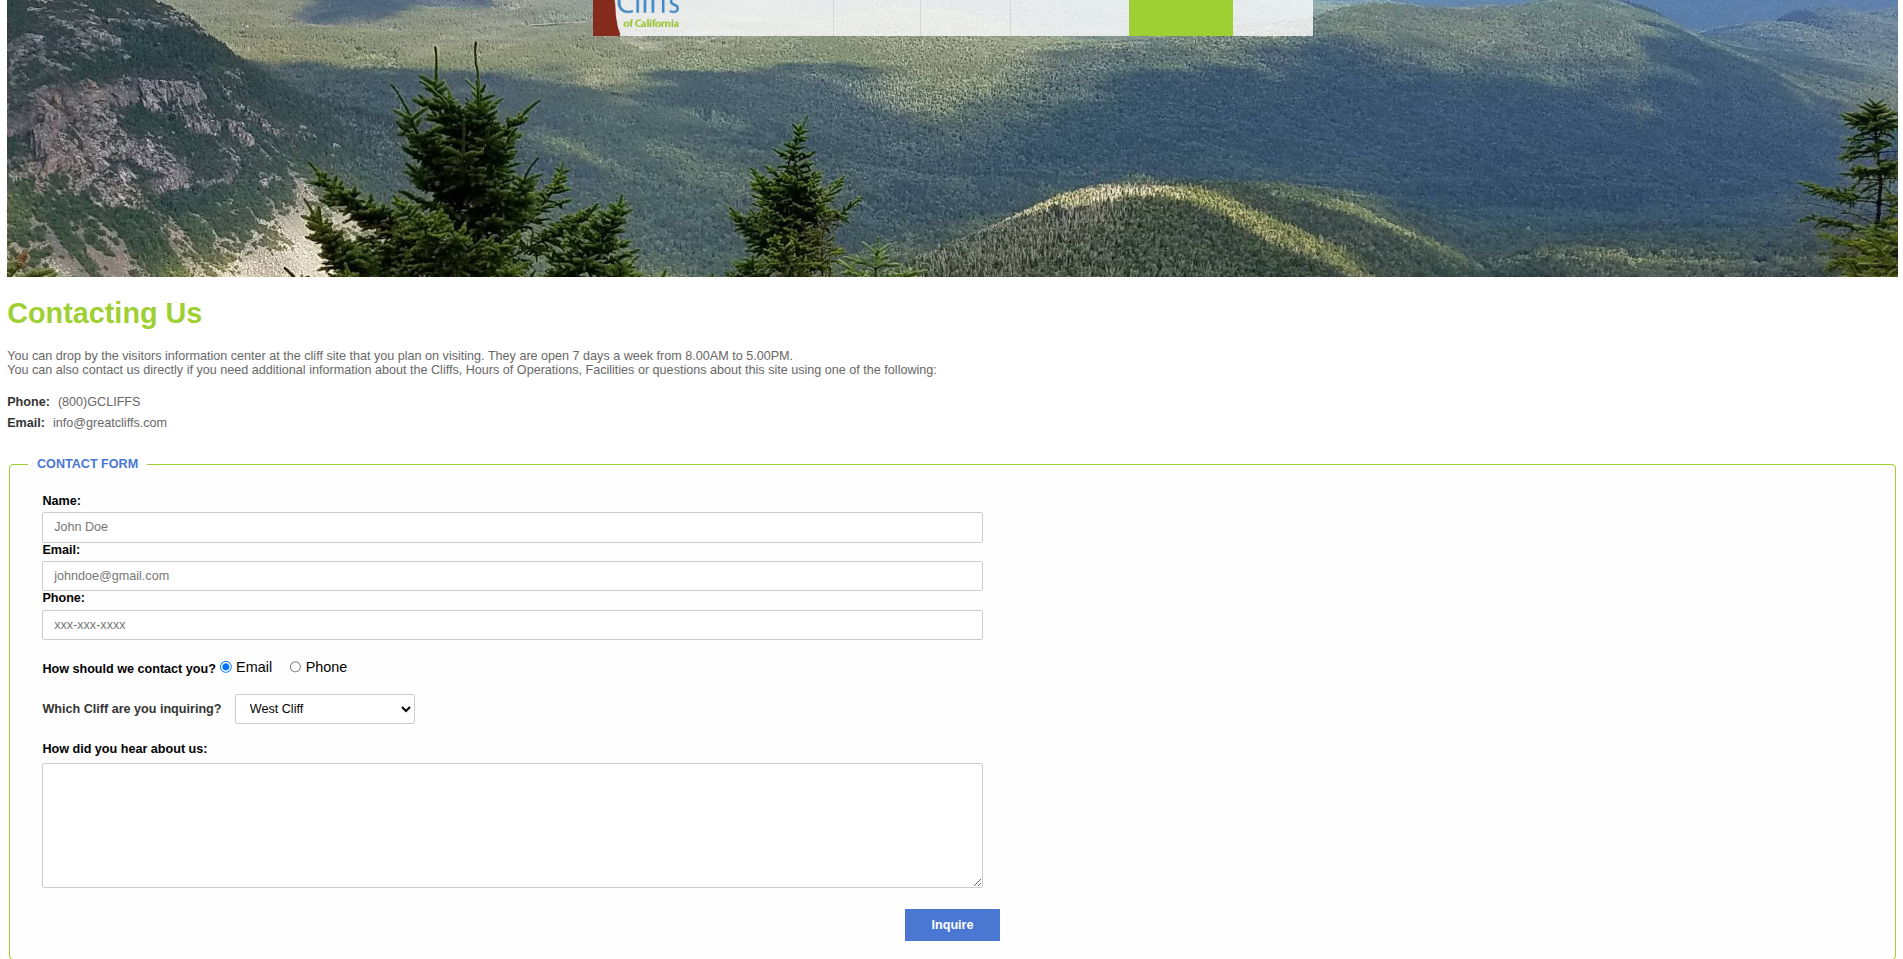 Cliffs
of California
Contacting Us
You can drop by the visitors information center at the cliff site that you plan on visiting. They are open 7 days a week from 8.00AM to 5.00PM.
You can also contact us directly if you need additional information about the Cliffs, Hours of Operations, Facilities or questions about this site using one of the following:
Phone: (800)GCLIFFS
Email: info@greatcliffs.com
CONTACT FORM
Name:
John Doe
Email:
johndoe@gmail.com
Phone:
xxx-xxx-xxxx
How should we contact you? Email Phone
Which Cliff are you inquiring? West Cliff
How did you hear about us:
Inquire